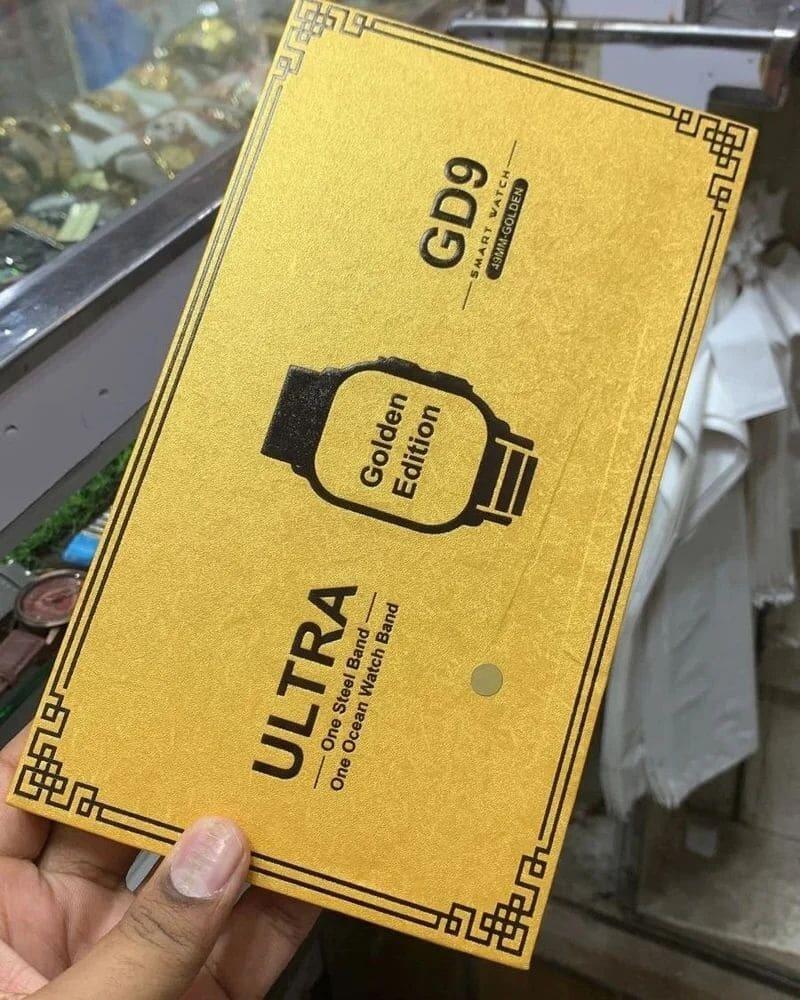 GD9
SMART WATCH
49MM-GOLDEN
Golden
Edition
ULTRA
One Steel Band
One Ocean Watch Band